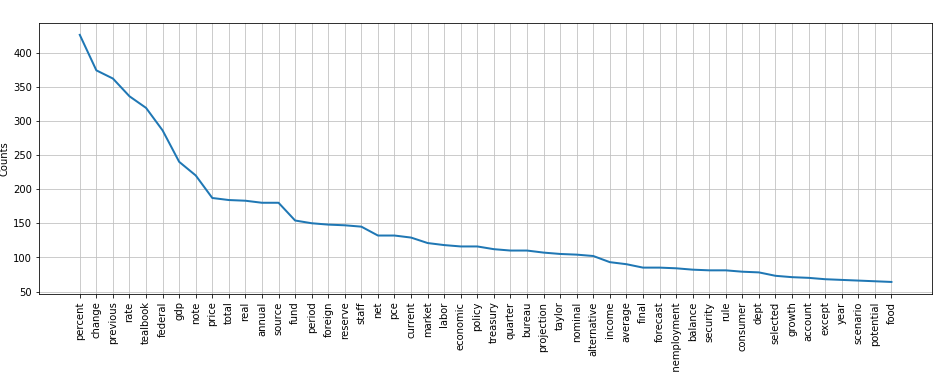 400
350
300
250
200
150
100
50
Counts
percent
change
previous
rate
tealbook
federal
gdp
note
price
total
real
annual
source
fund
period
foreign
reserve
staff
net
pce
current
market
labor
economic
policy
treasury
quarter
bureau
projection
taylor
nominal
alternative
income
average
final
forecast
nemployment
balance
security
rule
consumer
dept
selected
growth
account
except
year
scenario
potential
food